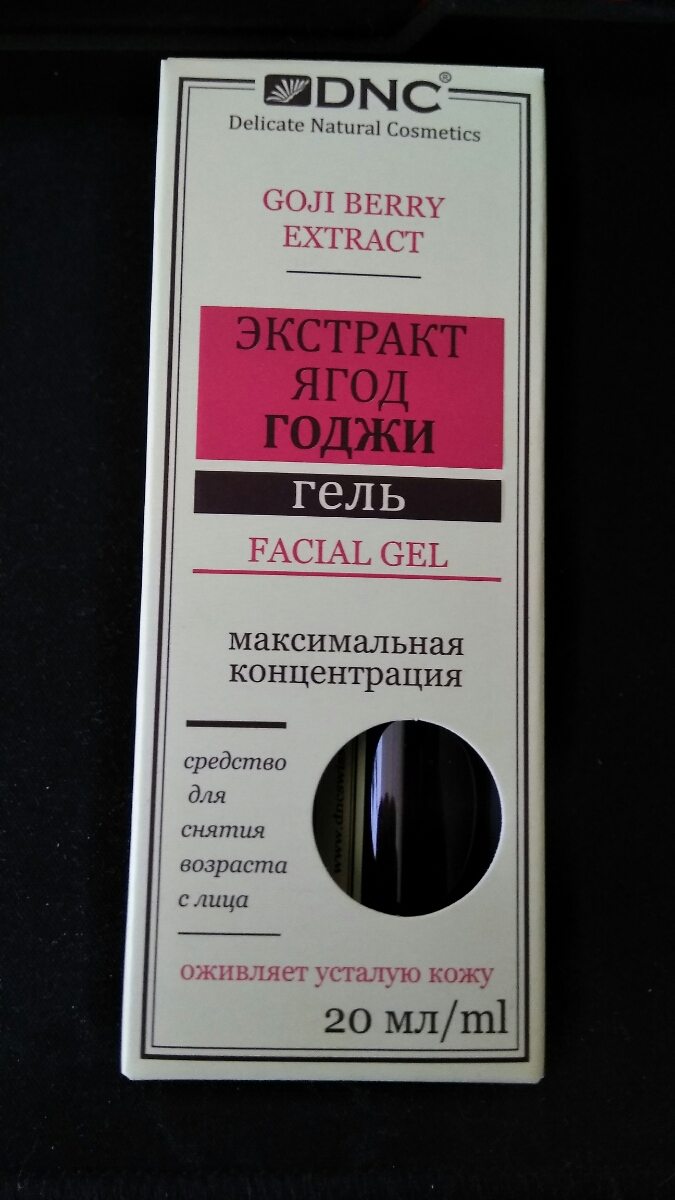 DNC®
Delicate Natural Cosmetics
GOJI BERRY
EXTRACT
ЭКСТРАКТ
ЯГОД
ГОДЖИ
гель
FACIAL GEL
максимальная
концентрация
средство
для
снятия
возраста
с лица
оживляет усталую кожу
20 мл/ml